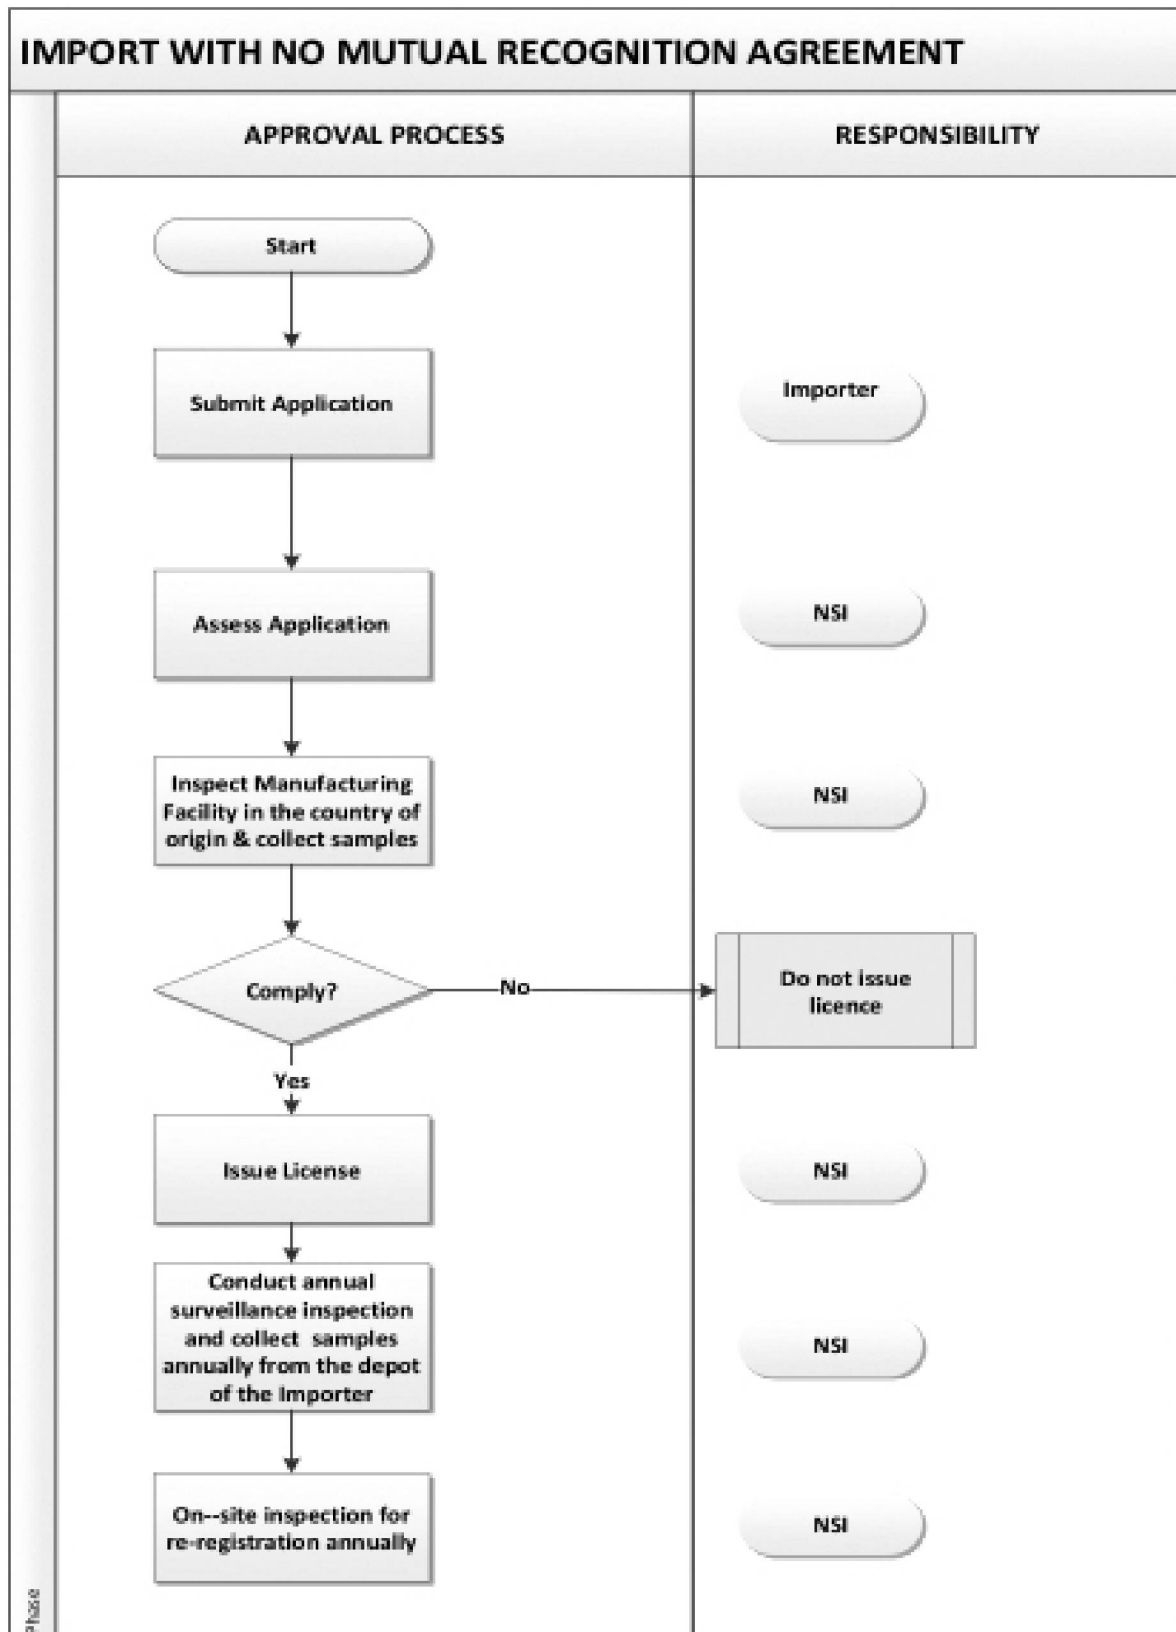 IMPORT WITH NO MUTUAL RECOGNITION AGREEMENT
APPROVAL PROCESS
RESPONSIBILITY
Start
Submit Application
Importer
Assess Application
NSI
Inspect Manufacturing
Facility in the country of
origin & collect samples
NSI
Comply?
No
Do not issue
licence
Yes
Issue License
NSI
Conduct annual
surveillance inspection
and collect samples
annually from the depot
of the Importer
NSI
On--site inspection for
re-registration annually
NSI
Phase